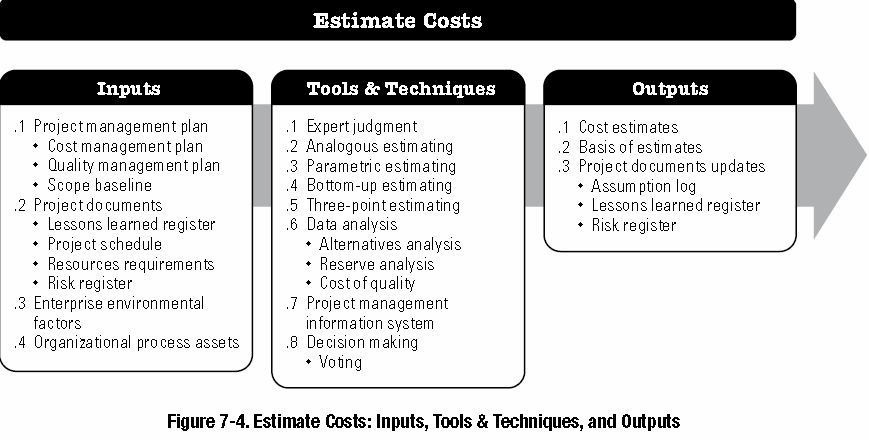 Estimate Costs
Inputs
.1 Project management plan
• Cost management plan
• Quality management plan
• Scope baseline
.2 Project documents
• Lessons learned register
• Project schedule
• Resources requirements
• Risk register
.3 Enterprise environmental
factors
.4 Organizational process assets
Tools & Techniques
.1 Expert judgment
.2 Analogous estimating
.3 Parametric estimating
.4 Bottom-up estimating
.5 Three-point estimating
.6 Data analysis
• Alternatives analysis
• Reserve analysis
• Cost of quality
.7 Project management
information system
.8 Decision making
• Voting
Outputs
.1 Cost estimates
.2 Basis of estimates
.3 Project documents updates
• Assumption log
• Lessons learned register
• Risk register
Figure 7-4. Estimate Costs: Inputs, Tools & Techniques, and Outputs